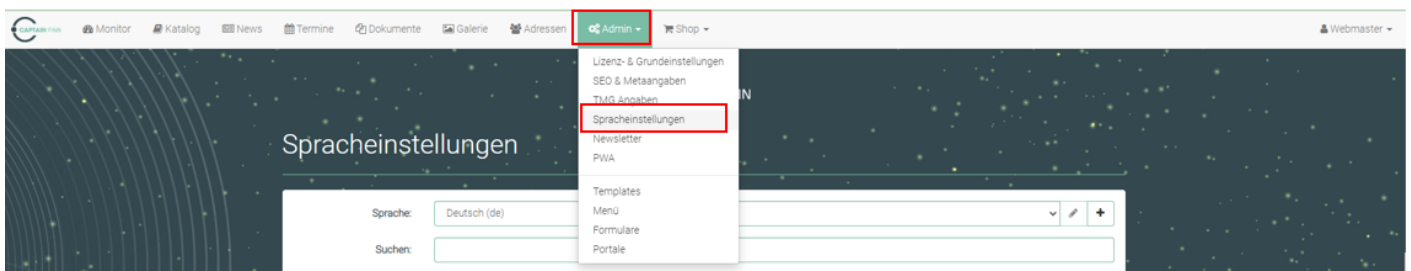 CAPTAIN PWN Monitor Katalog News Termine Dokumente Galerie Adressen Admin Shop Webmaster
Lizenz- & Grundeinstellungen
SEO & Metaangaben
IN
TMG Angaben
Spracheinstellungen
Newsletter
PWA
Templates
Menü
Formulare
Portale
Spracheinstellungen
Sprache: Deutsch (de)
Suchen: